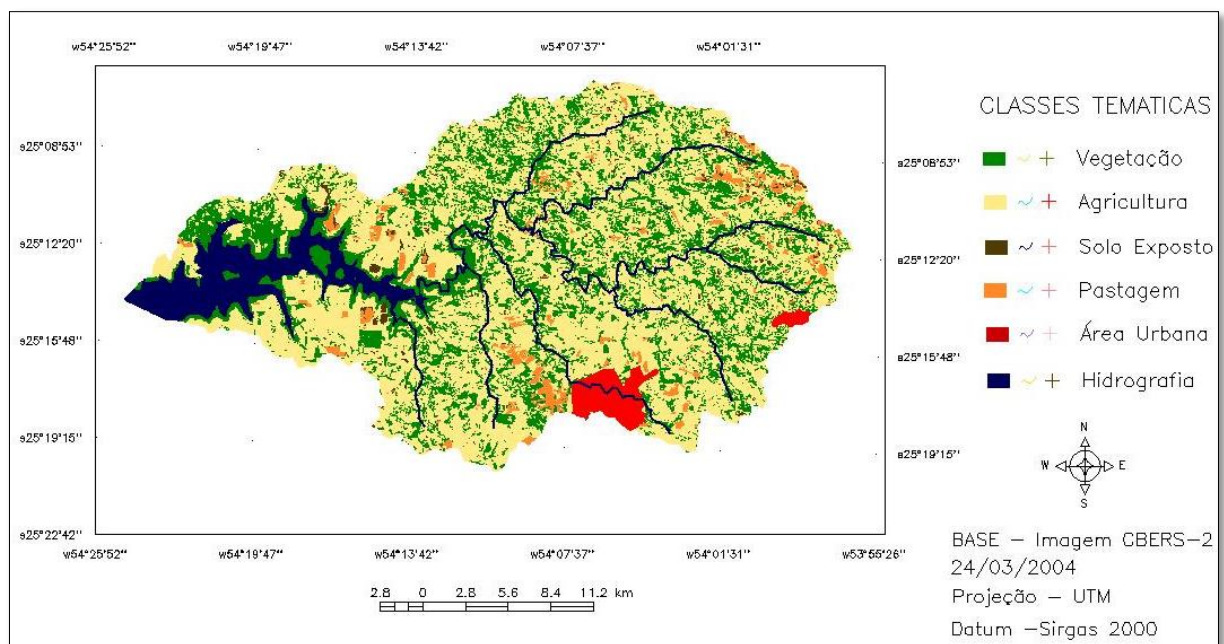 w54°25'52'' w54°19'47'' w54°13'42'' w54°07'37'' w54°01'31''
CLASSES TEMATICAS
s25°08'53'' s25°08'53''
Vegetação
Agricultura
s25°12'20'' s25°12'20''
Solo Exposto
Pastagem
s25°15'48'' s25°15'48''
Área Urbana
Hidrografia
s25°19'15'' s25°19'15''
N
W E
S
s25°22'42''
w54°25'52'' w54°19'47'' w54°13'42'' w54°07'37'' w54°01'31'' w53°55'26''
2.8 0 2.8 5.6 8.4 11.2 km
BASE – Imagem CBERS-2
24/03/2004
Projeção – UTM
Datum –Sirgas 2000